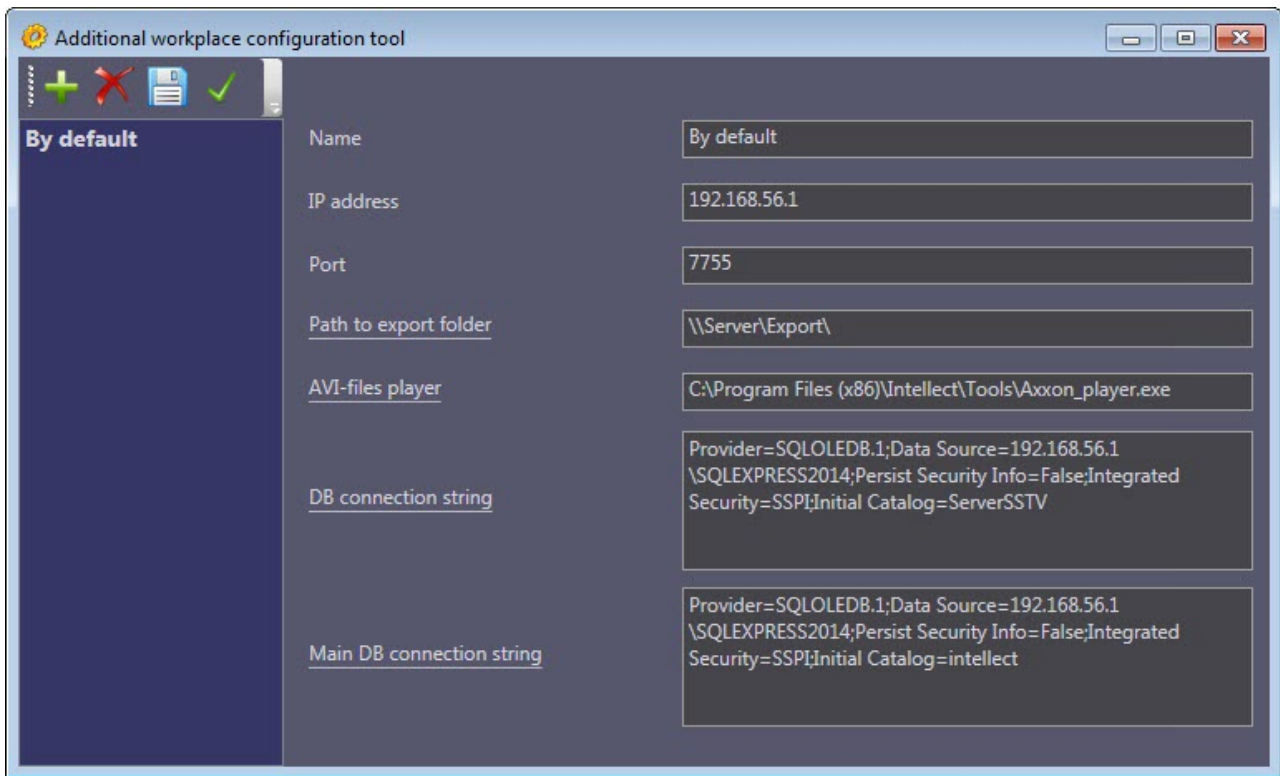 Additional workplace configuration tool
By default
Name
By default
IP address
192.168.56.1
Port
7755
Path to export folder
\\Server\Export\
AVI-files player
C:\Program Files (x86)\Intellect\Tools\Axxon_player.exe
DB connection string
Provider=SQLOLEDB.1;Data Source=192.168.56.1
\SQLEXPRESS2014;Persist Security Info=False;Integrated
Security=SSPI;Initial Catalog=ServerSSTV
Main DB connection string
Provider=SQLOLEDB.1;Data Source=192.168.56.1
\SQLEXPRESS2014;Persist Security Info=False;Integrated
Security=SSPI;Initial Catalog=intellect